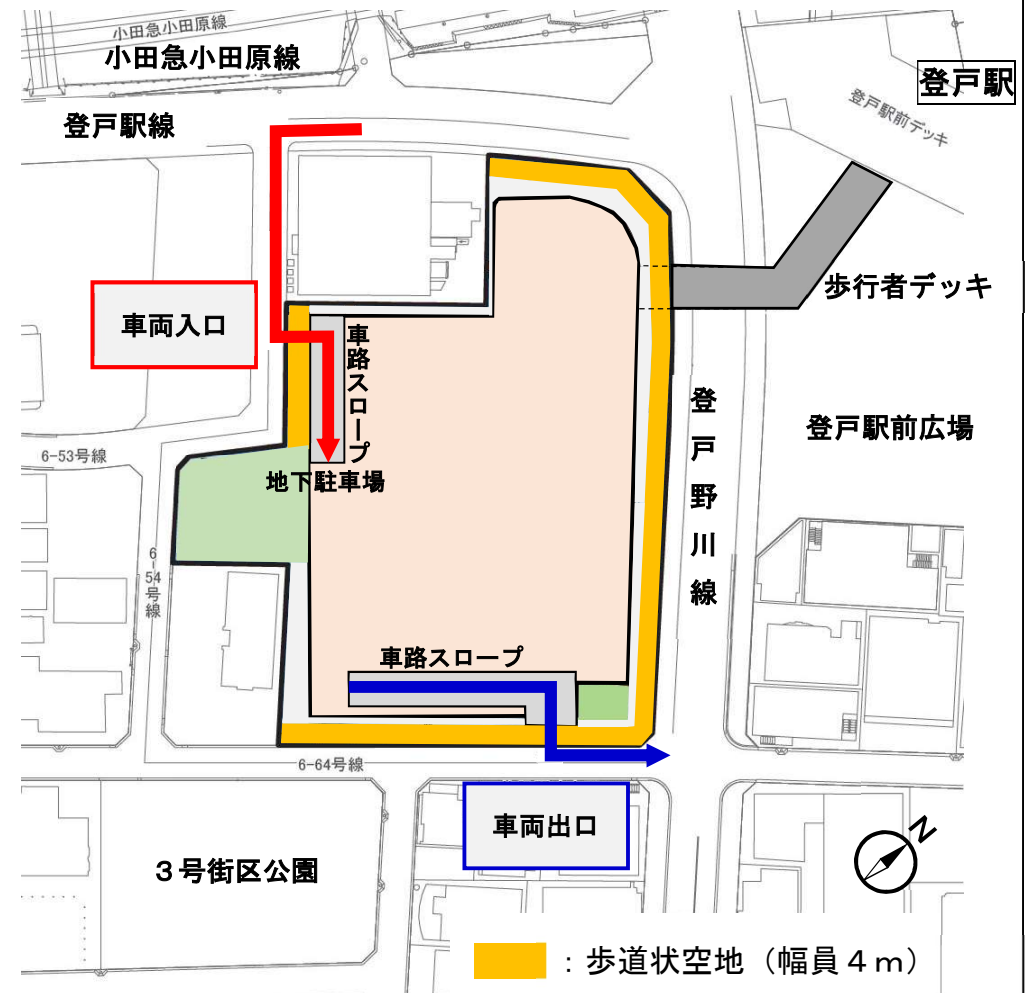 小田急小田原線
小田急小田原線
登戸駅
登戸駅線
登戸駅前デッキ
歩行者デッキ
車両入口
車路スロープ
登戸野川線
登戸駅前広場
6-53号線
地下駐車場
6-54号線
車路スロープ
6-64号線
車両出口
N
３号街区公園
：歩道状空地（幅員４ｍ）